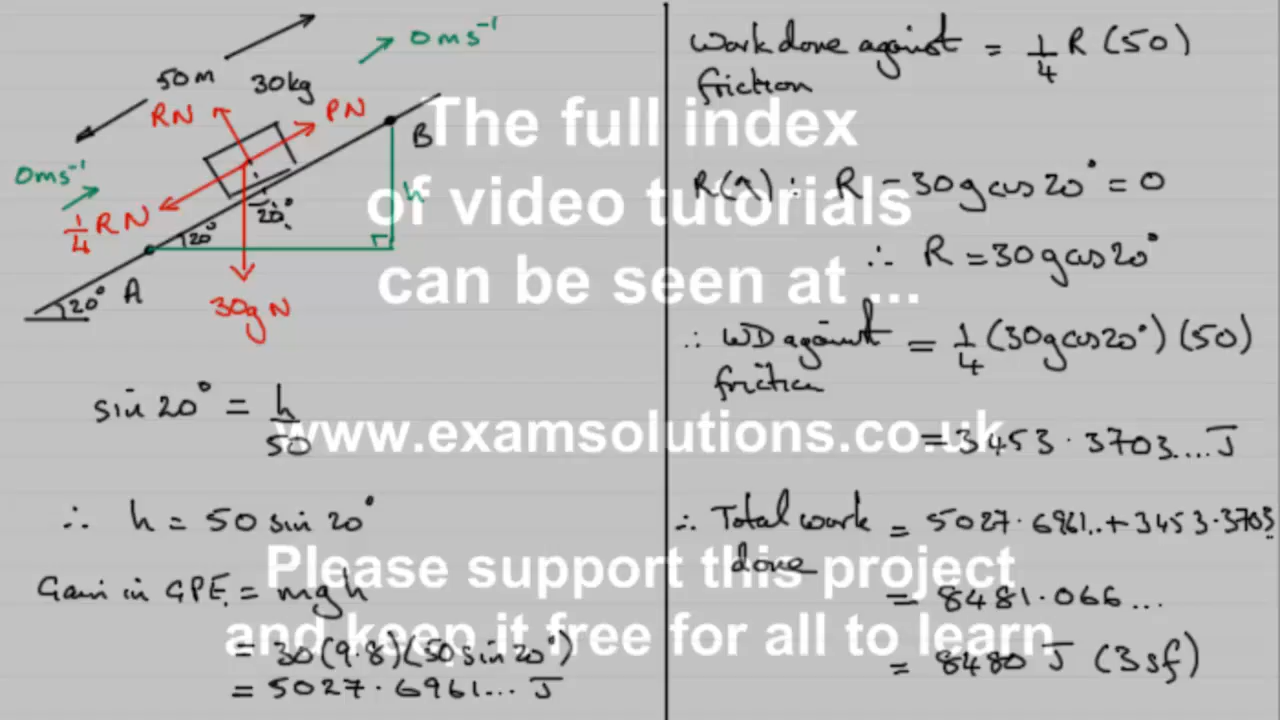 50m
30kg
0ms⁻¹
RN
PN
B
0ms⁻¹
h
¼RN
20°
20°
A
20°
30gN
sin 20° = h/50
∴ h = 50 sin 20°
Gain in GPE. = mgh
= 30(9.8)(50 sin 20°)
= 5027.6961... J
Work done against friction = ¼ R (50)
R(↖): R - 30g cos 20° = 0
∴ R = 30g cos 20°
∴ WD against friction = ¼ (30g cos 20°)(50)
= 3453.3703... J
∴ Total work done = 5027.6961.. + 3453.3703..
= 8481.066...
= 8480 J (3sf)
The full index
of video tutorials
can be seen at ...
www.examsolutions.co.uk
Please support this project
and keep it free for all to learn